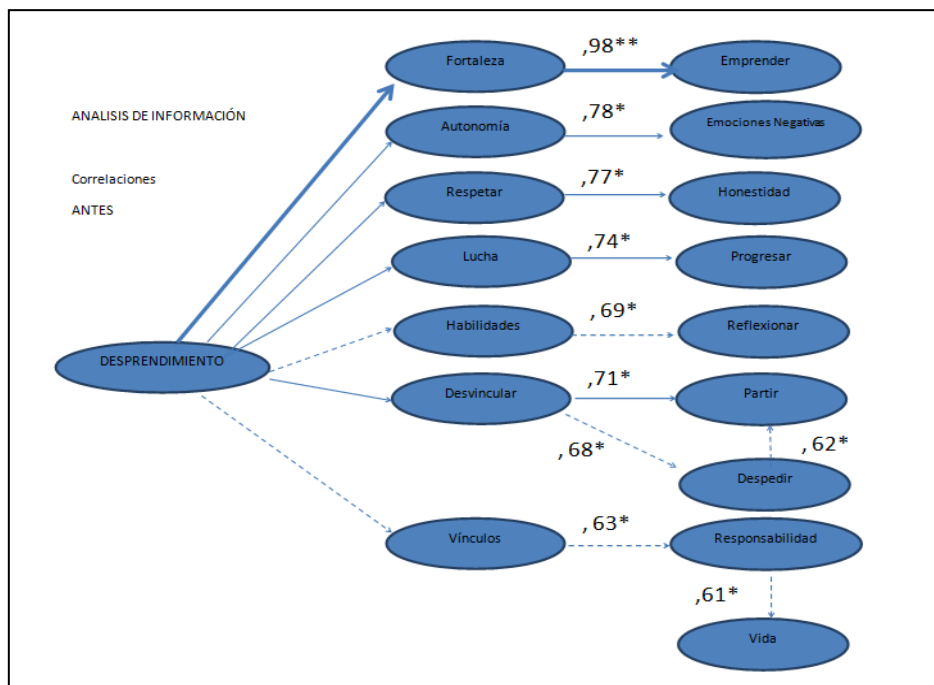 ,98**
Fortaleza
Emprender
ANALISIS DE INFORMACIÓN
,78*
Autonomía
Emociones Negativas
Correlaciones
ANTES
,77*
Respetar
Honestidad
,74*
Lucha
Progresar
,69*
Habilidades
Reflexionar
DESPRENDIMIENTO
,71*
Desvincular
Partir
,68*
,62*
Despedir
,63*
Vínculos
Responsabilidad
,61*
Vida